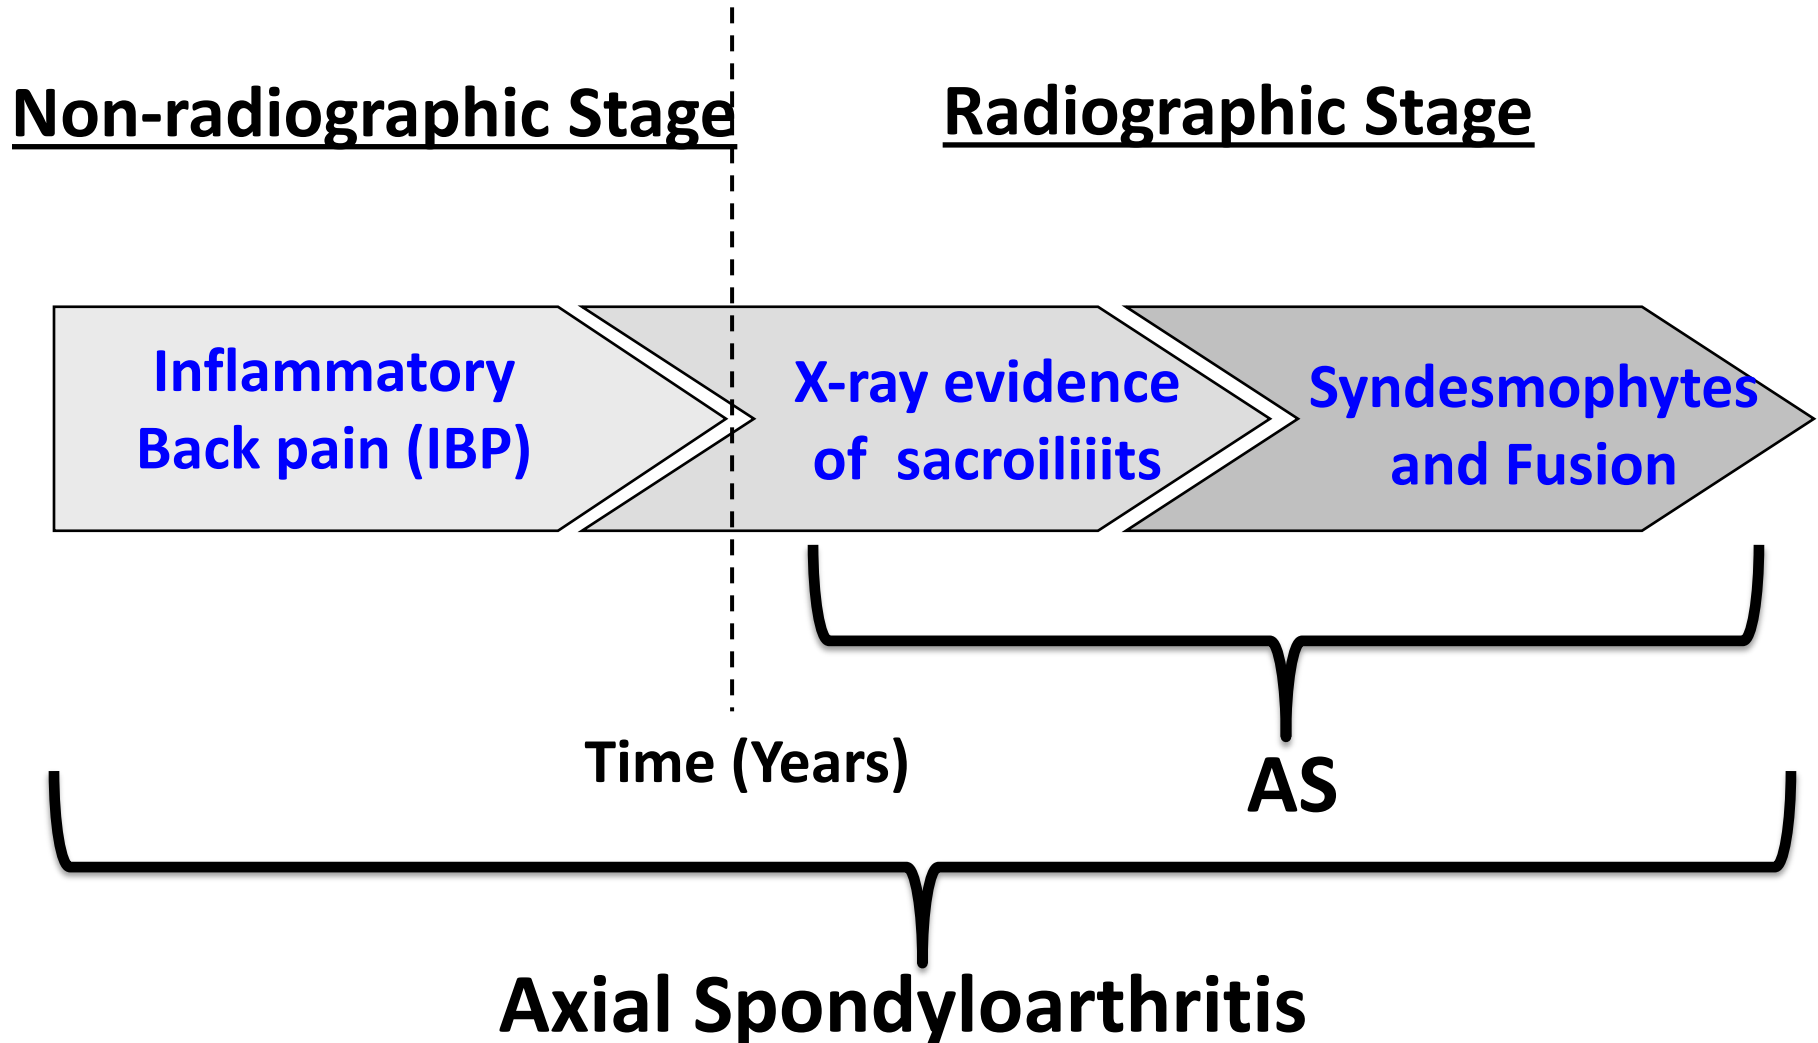 Non-radiographic Stage
Radiographic Stage
Inflammatory
Back pain (IBP)
X-ray evidence
of  sacroiliiits
Syndesmophytes
and Fusion
Time (Years)
AS
Axial Spondyloarthritis